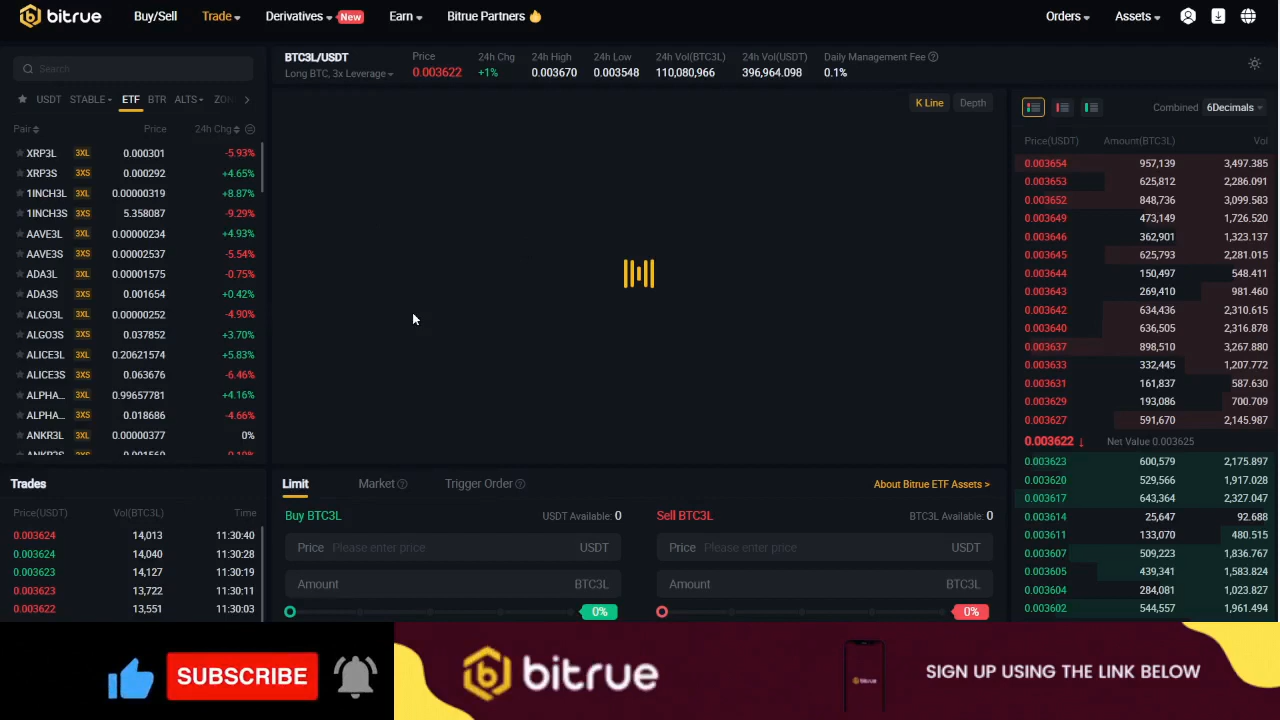 bitrue Buy/Sell Trade Derivatives New Earn Bitrue Partners Orders Assets
Search
BTC3L/USDT
Long BTC, 3x Leverage
Price
0.003622
24h Chg
+1%
24h High
0.003670
24h Low
0.003548
24h Vol(BTC3L)
110,080,966
24h Vol(USDT)
396,964.098
Daily Management Fee
0.1%
USDT STABLE ETF BTR ALTS
Pair Price 24h Chg
XRP3L 3XL 0.000301 -5.93%
XRP3S 3XS 0.000292 +4.65%
1INCH3L 3XL 0.00000319 +8.87%
1INCH3S 3XS 5.358087 -9.29%
AAVE3L 3XL 0.00000234 +4.93%
AAVE3S 3XS 0.00002537 -5.54%
ADA3L 3XL 0.00001575 -0.75%
ADA3S 3XS 0.001654 +0.42%
ALGO3L 3XL 0.00000252 -4.90%
ALGO3S 3XS 0.037852 +3.70%
ALICE3L 3XL 0.20621574 +5.83%
ALICE3S 3XS 0.063676 -6.46%
ALPHA... 3XL 0.99657781 +4.16%
ALPHA... 3XS 0.018686 -4.66%
ANKR3L 3XL 0.00000377 0%
K Line Depth
Combined 6Decimals
Price(USDT) Amount(BTC3L) Vol
0.003654 957,139 3,497.385
0.003653 625,812 2,286.091
0.003652 848,736 3,099.583
0.003649 473,149 1,726.520
0.003646 362,901 1,323.137
0.003645 625,793 2,281.015
0.003644 150,497 548.411
0.003643 269,410 981.460
0.003642 634,436 2,310.615
0.003640 636,505 2,316.878
0.003637 898,510 3,267.880
0.003633 332,445 1,207.772
0.003631 161,837 587.630
0.003629 193,086 700.709
0.003627 591,670 2,145.987
0.003622 ↓ Net Value 0.003625
0.003623 600,579 2,175.897
0.003620 529,566 1,917.028
0.003617 643,364 2,327.047
0.003614 25,647 92.688
0.003611 133,070 480.515
0.003607 509,223 1,836.767
0.003605 439,341 1,583.824
0.003604 284,081 1,023.827
0.003602 544,557 1,961.494
Trades
Price(USDT) Vol(BTC3L) Time
0.003624 14,013 11:30:40
0.003624 14,040 11:30:28
0.003623 14,127 11:30:19
0.003623 13,722 11:30:11
0.003622 13,551 11:30:03
Limit Market Trigger Order About Bitrue ETF Assets >
Buy BTC3L USDT Available: 0
Price Please enter price USDT
Amount BTC3L
0%
Sell BTC3L BTC3L Available: 0
Price Please enter price USDT
Amount BTC3L
0%
SUBSCRIBE
bitrue
SIGN UP USING THE LINK BELOW